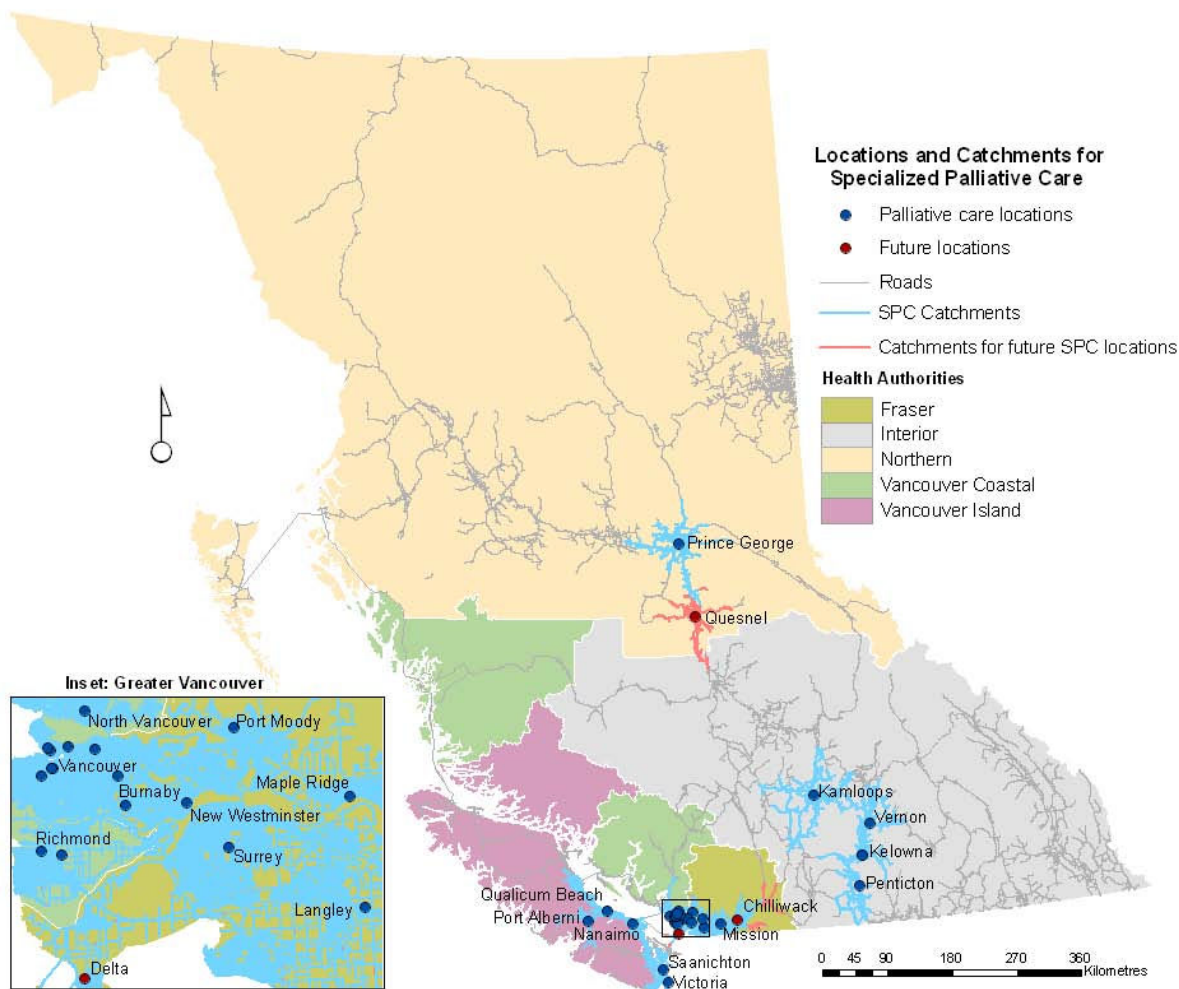 Locations and Catchments for
Specialized Palliative Care
Palliative care locations
Future locations
Roads
SPC Catchments
Catchments for future SPC locations
Health Authorities
Fraser
Interior
Northern
Vancouver Coastal
Vancouver Island
Prince George
Quesnel
Kamloops
Vernon
Kelowna
Penticton
Chilliwack
Mission
Qualicum Beach
Port Alberni
Nanaimo
Saanichton
Victoria
0 45 90 180 270 360
Kilometres
Inset: Greater Vancouver
North Vancouver
Port Moody
Vancouver
Burnaby
Maple Ridge
New Westminster
Richmond
Surrey
Langley
Delta